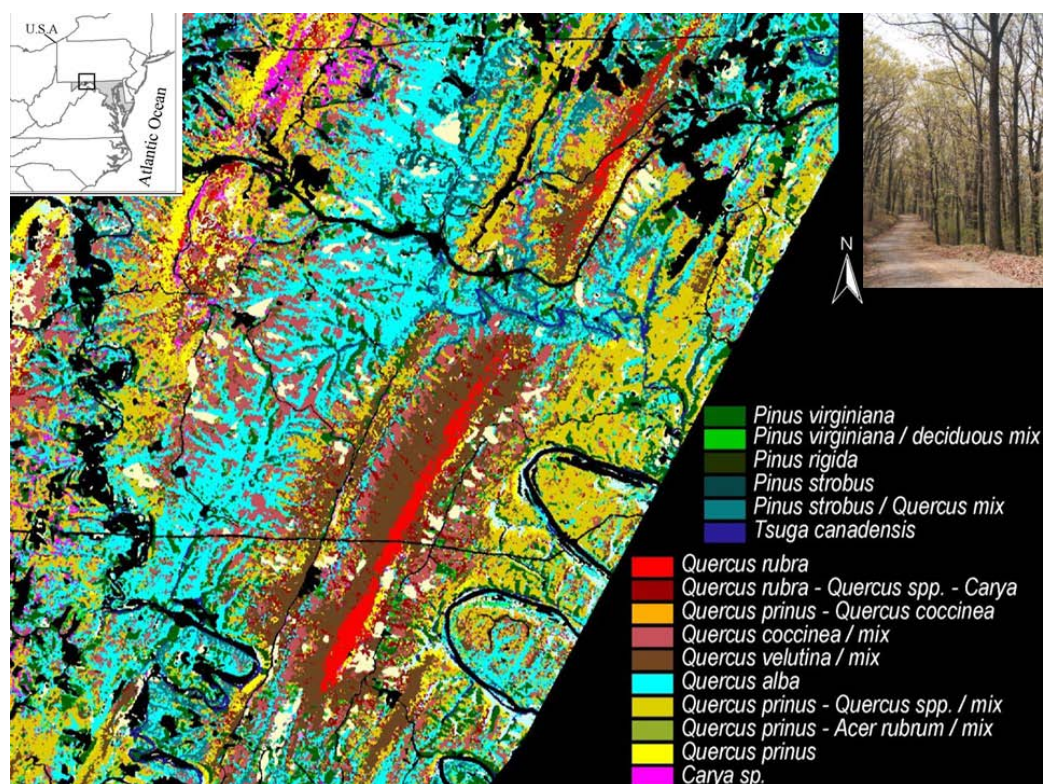 U.S.A
Atlantic Ocean
N
Pinus virginiana
Pinus virginiana / deciduous mix
Pinus rigida
Pinus strobus
Pinus strobus / Quercus mix
Tsuga canadensis
Quercus rubra
Quercus rubra - Quercus spp. - Carya
Quercus prinus - Quercus coccinea
Quercus coccinea / mix
Quercus velutina / mix
Quercus alba
Quercus prinus - Quercus spp. / mix
Quercus prinus - Acer rubrum / mix
Quercus prinus
Carya sp.